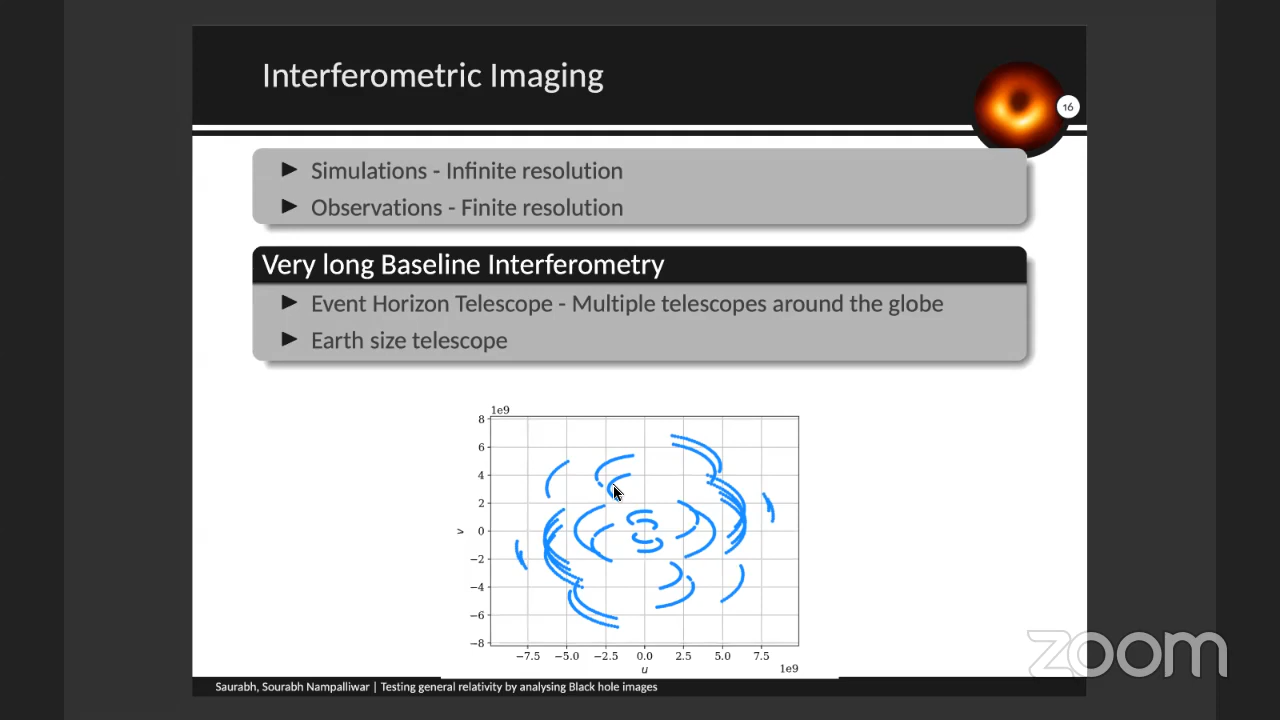 Interferometric Imaging
16
► Simulations - Infinite resolution
► Observations - Finite resolution
Very long Baseline Interferometry
► Event Horizon Telescope - Multiple telescopes around the globe
► Earth size telescope
1e9
8
6
4
2
0
−2
−4
−6
−8
v
−7.5 −5.0 −2.5 0.0 2.5 5.0 7.5
u
1e9
zoom
Saurabh, Sourabh Nampalliwar | Testing general relativity by analysing Black hole images